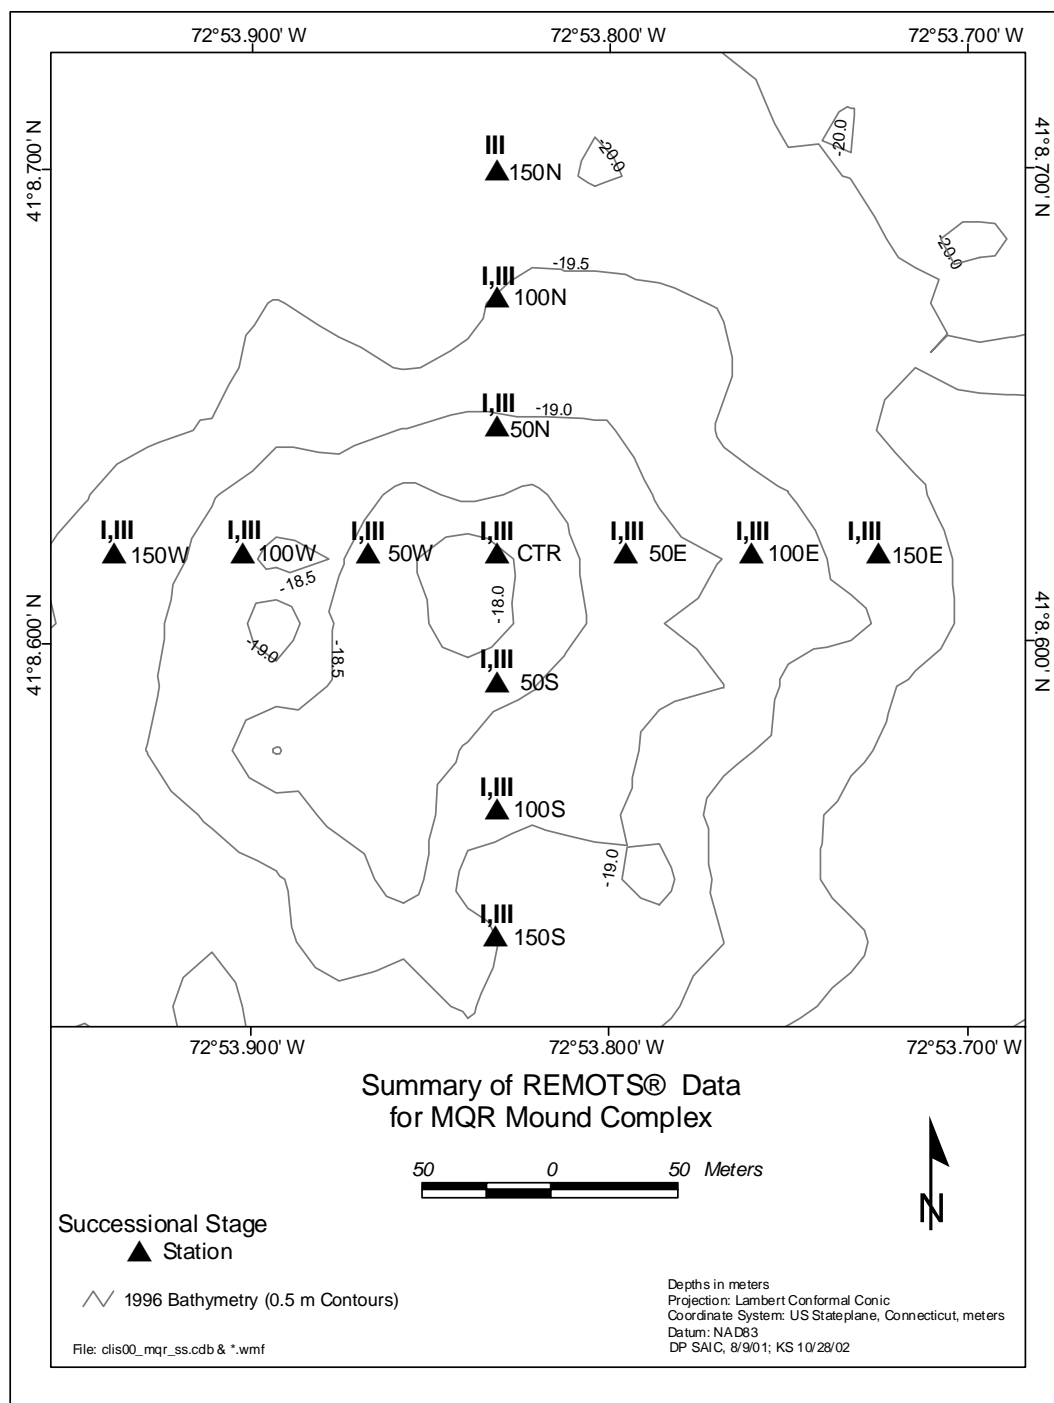 72°53.900' W
72°53.800' W
72°53.700' W
41°8.700' N
41°8.700' N
-20.0
-20.0
-20.0
III
150N
-19.5
I,III
100N
I,III
-19.0
50N
I,III
150W
I,III
100W
I,III
50W
I,III
CTR
I,III
50E
I,III
100E
I,III
150E
-18.5
-18.0
41°8.600' N
41°8.600' N
-19.0
-18.5
I,III
50S
I,III
100S
-19.0
I,III
150S
72°53.900' W
72°53.800' W
72°53.700' W
Summary of REMOTS® Data
for MQR Mound Complex
50 0 50 Meters
N
Successional Stage
Station
1996 Bathymetry (0.5 m Contours)
File: clis00_mqr_ss.cdb & *.wmf
Depths in meters
Projection: Lambert Conformal Conic
Coordinate System: US Stateplane, Connecticut, meters
Datum: NAD83
DP SAIC, 8/9/01; KS 10/28/02